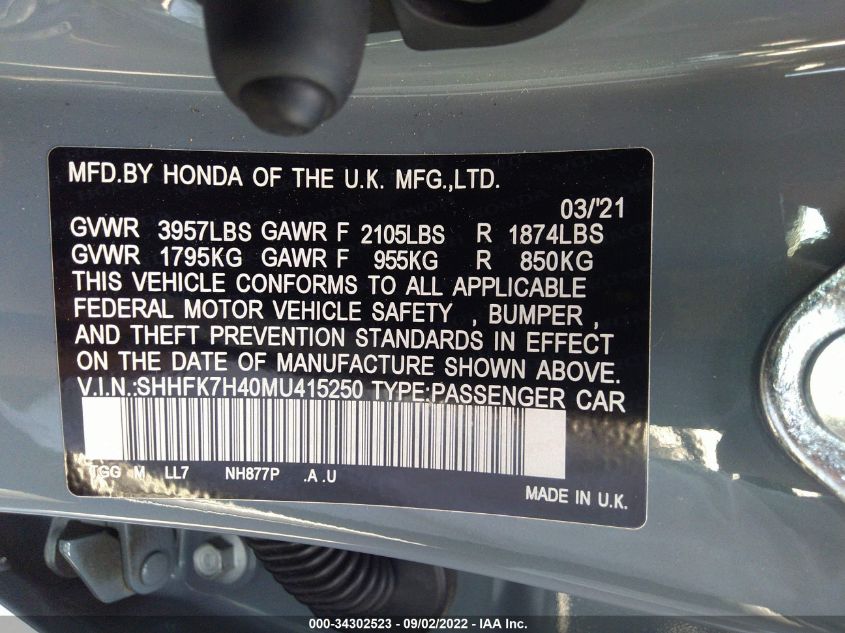 MFD.BY HONDA OF THE U.K. MFG.,LTD.
03/'21
GVWR 3957LBS GAWR F 2105LBS R 1874LBS
GVWR 1795KG GAWR F 955KG R 850KG
THIS VEHICLE CONFORMS TO ALL APPLICABLE
FEDERAL MOTOR VEHICLE SAFETY , BUMPER ,
AND THEFT PREVENTION STANDARDS IN EFFECT
ON THE DATE OF MANUFACTURE SHOWN ABOVE.
V.I.N.:SHHFK7H40MU415250 TYPE:PASSENGER CAR
TGG M LL7 NH877P .A .U
MADE IN U.K.
000-34302523 - 09/02/2022 - IAA Inc.